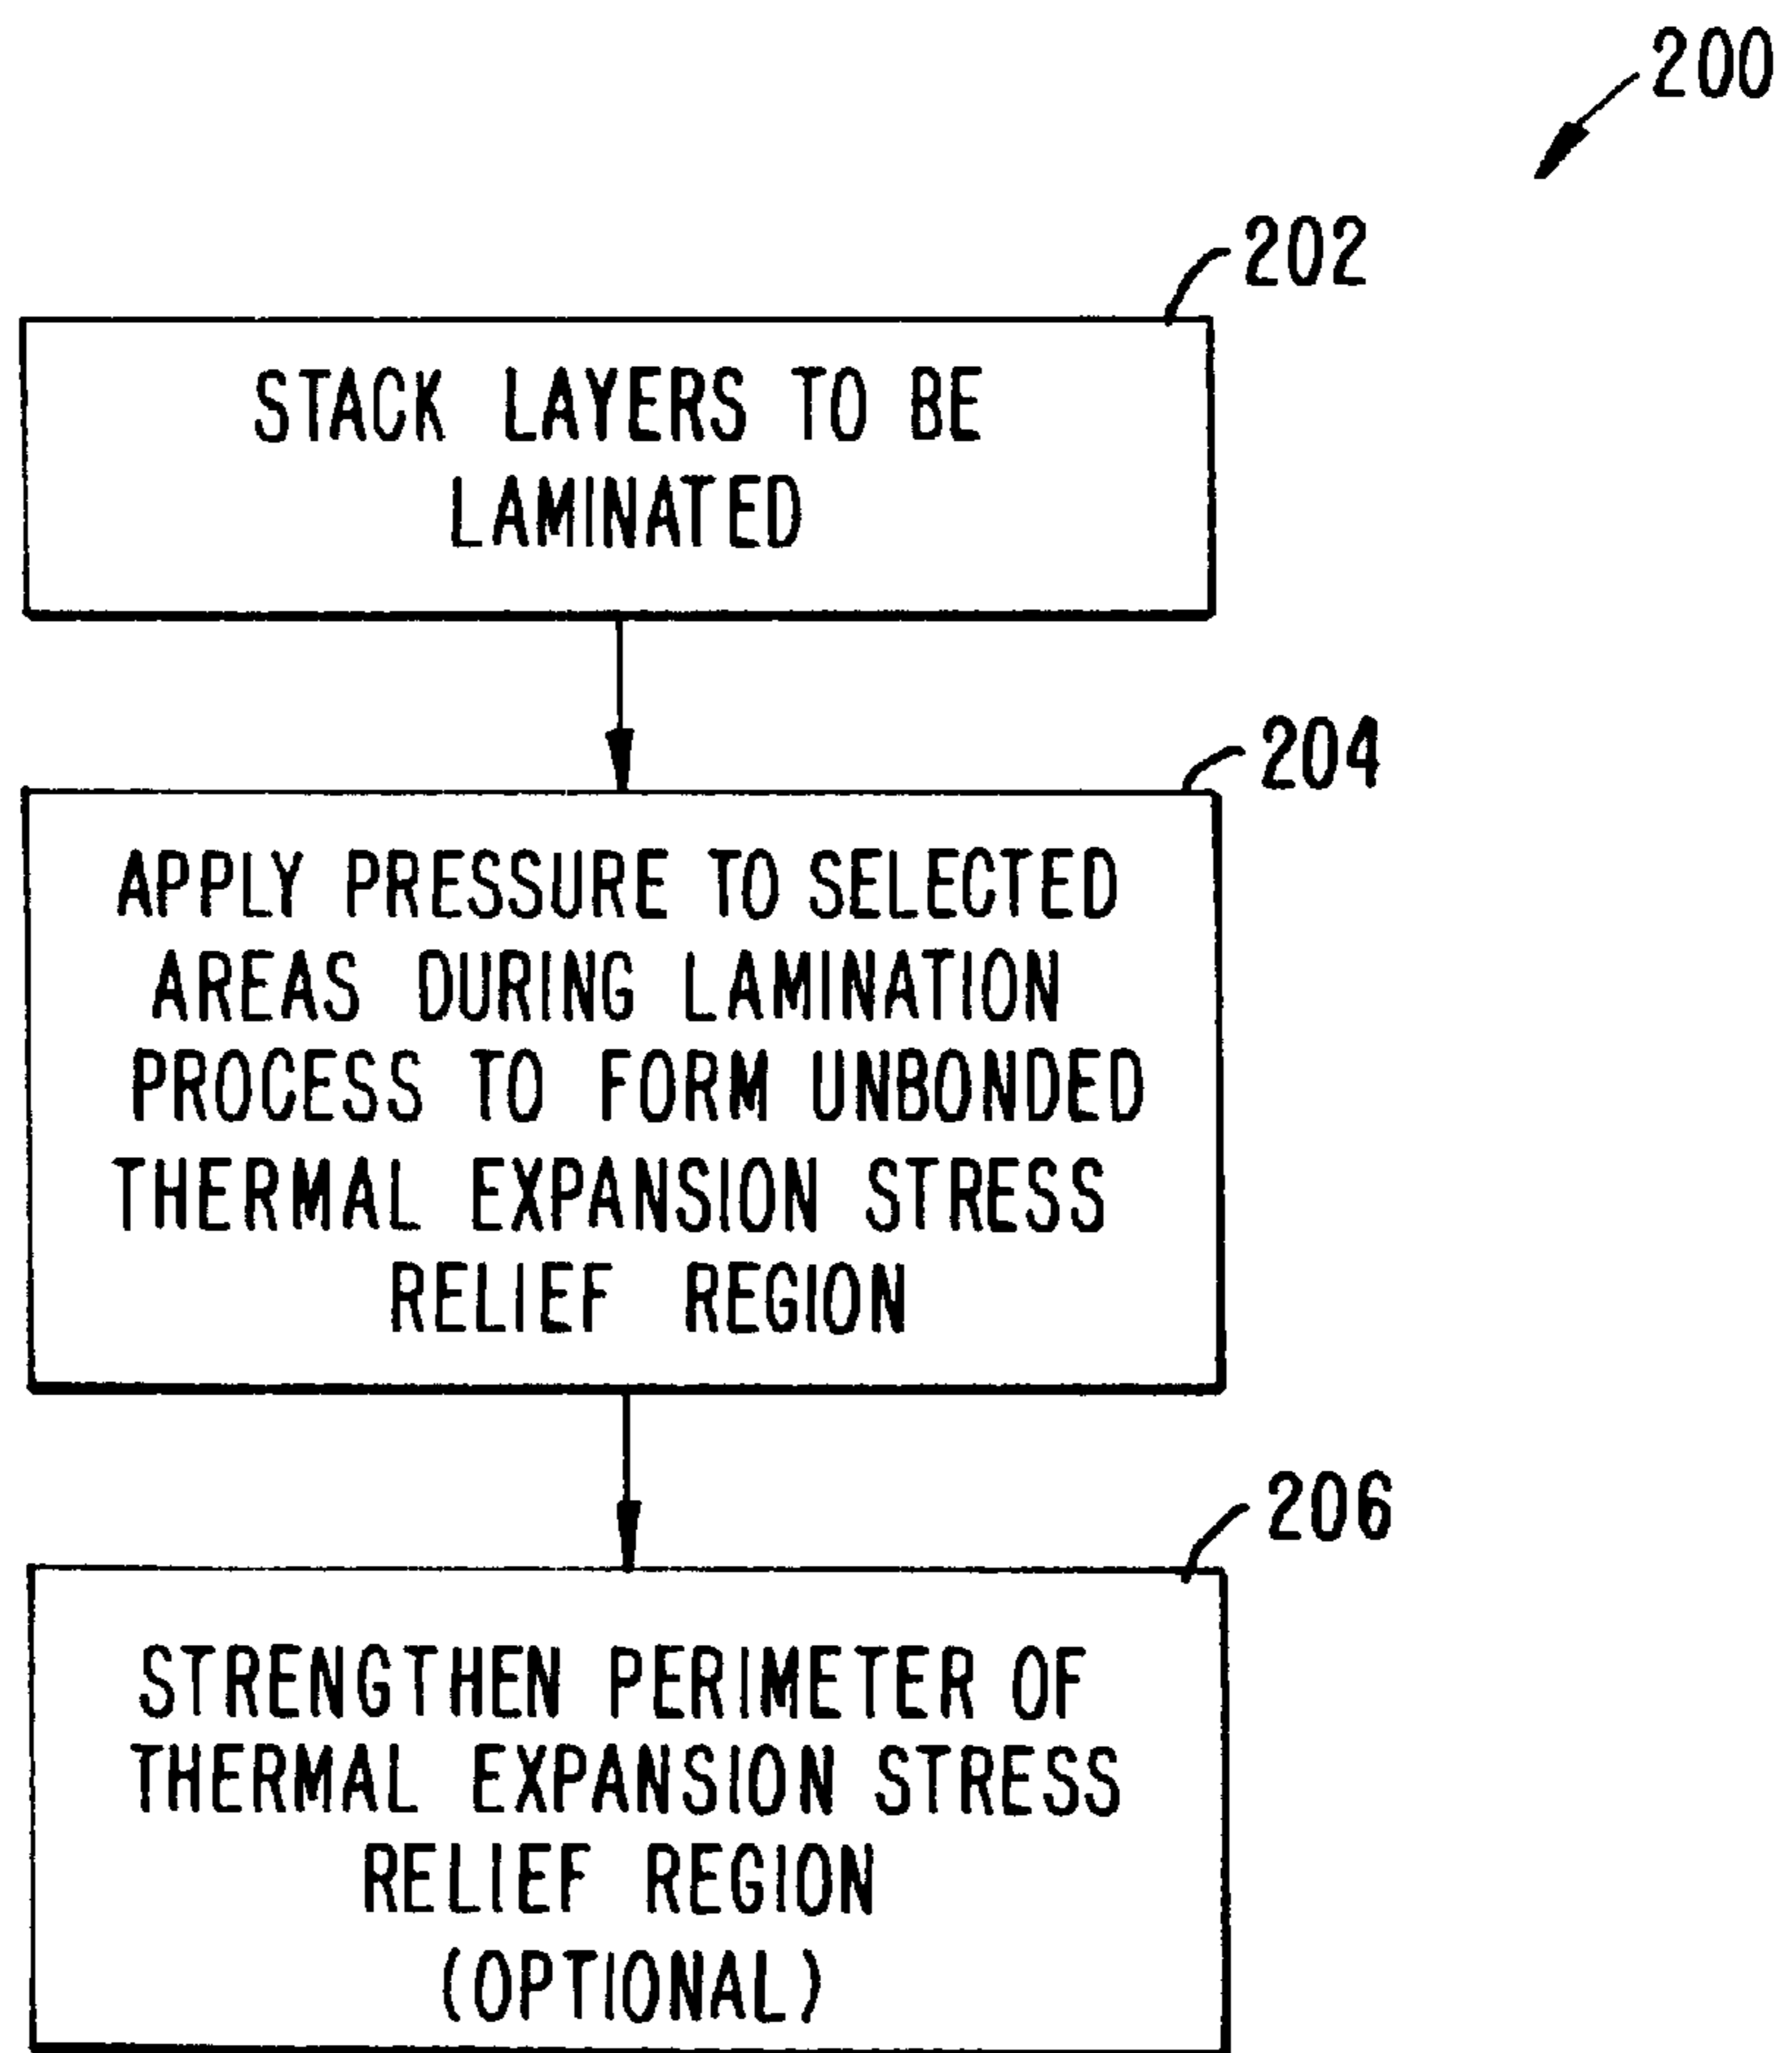 200
202
STACK LAYERS TO BE
LAMINATED
204
APPLY PRESSURE TO SELECTED
AREAS DURING LAMINATION
PROCESS TO FORM UNBONDED
THERMAL EXPANSION STRESS
RELIEF REGION
206
STRENGTHEN PERIMETER OF
THERMAL EXPANSION STRESS
RELIEF REGION
(OPTIONAL)